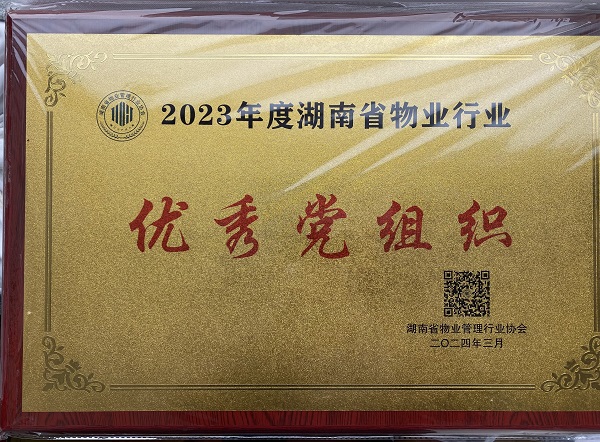 2023年度湖南省物业行业
优秀党组织
湖南省物业管理行业协会
二〇二四年三月